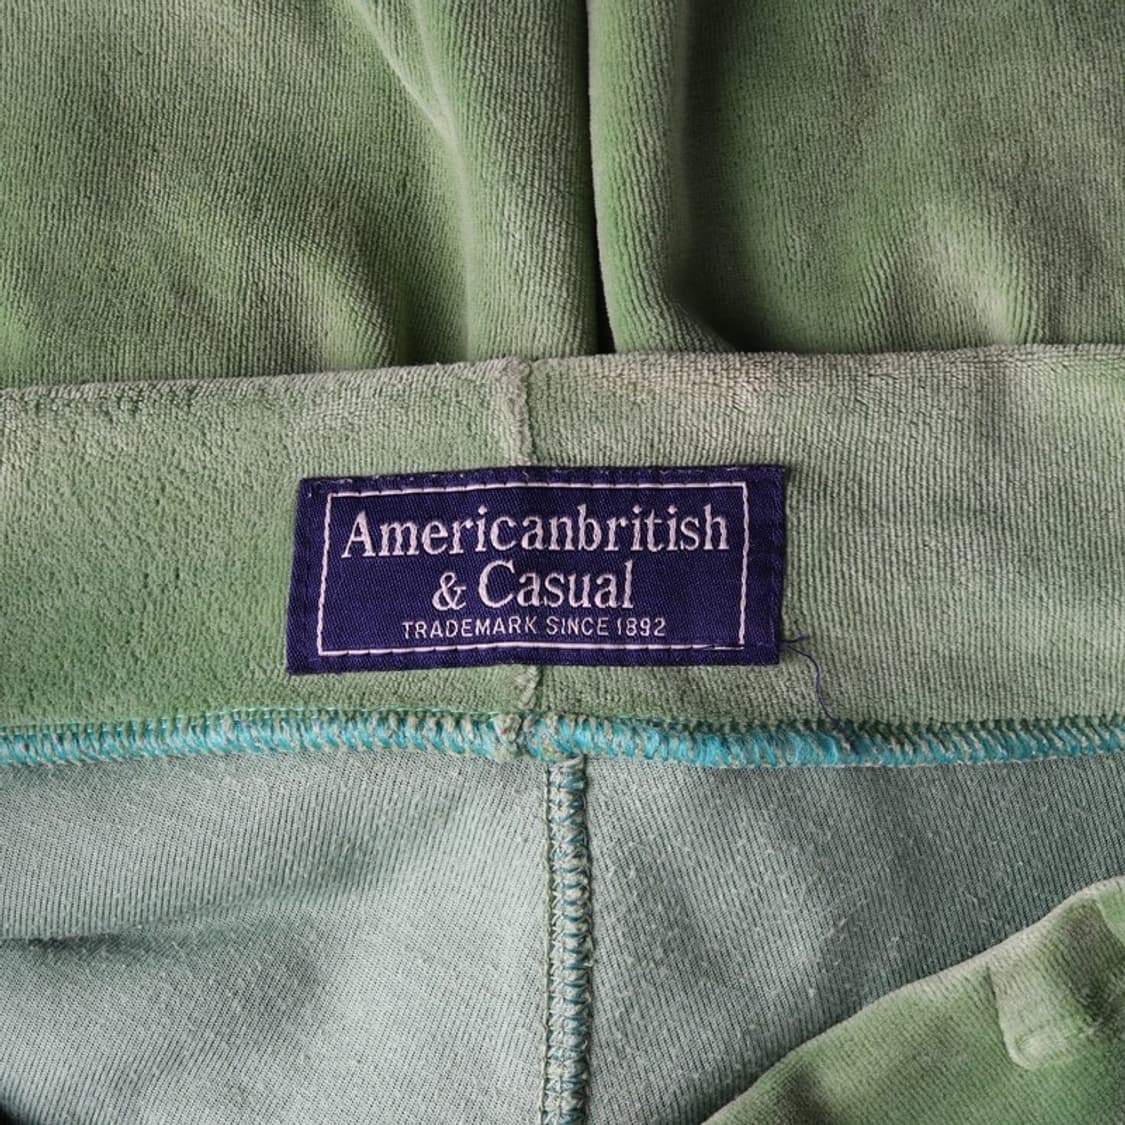 Americanbritish
& Casual
TRADEMARK SINCE 1892